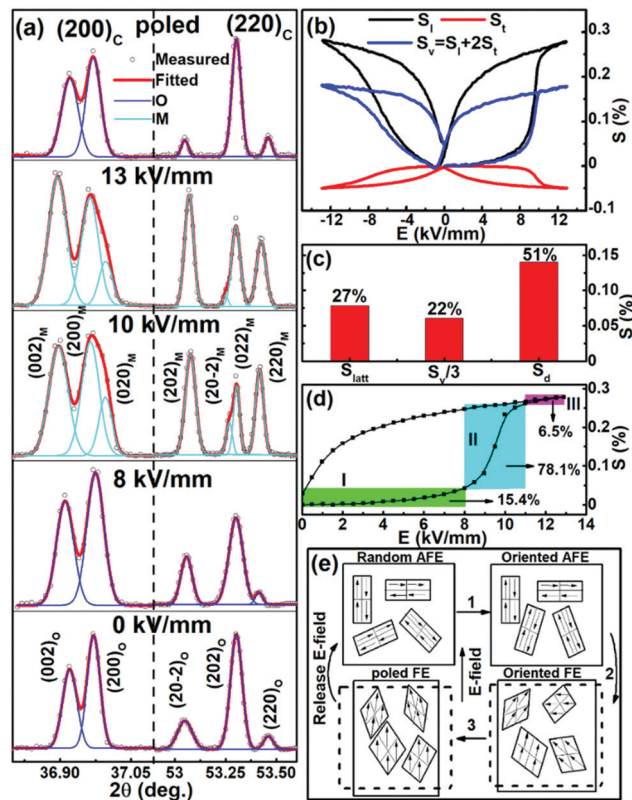 (a) (200)C poled (220)C
Measured
Fitted
IO
IM
13 kV/mm
10 kV/mm
(002)M
(200)M
(020)M
(202)M
(20-2)M
(022)M
(220)M
8 kV/mm
0 kV/mm
(002)O
(200)O
(20-2)O
(202)O
(220)O
36.90 37.05 53 53.25 53.50
2θ (deg.)
(b) Sl St
Sv=Sl+2St
0.3
0.2
0.1
0
-0.1
S (%)
-12 -8 -4 0 4 8 12
E (kV/mm)
(c)
27% 22% 51%
0.15
0.10
0.05
0
S (%)
Slatt Sv/3 Sd
(d)
I II III
6.5%
78.1%
15.4%
0.3
0.2
0.1
0
S (%)
0 2 4 6 8 10 12 14
E (kV/mm)
(e) Random AFE Oriented AFE
1
Release E-field
E-field
2
poled FE Oriented FE
3